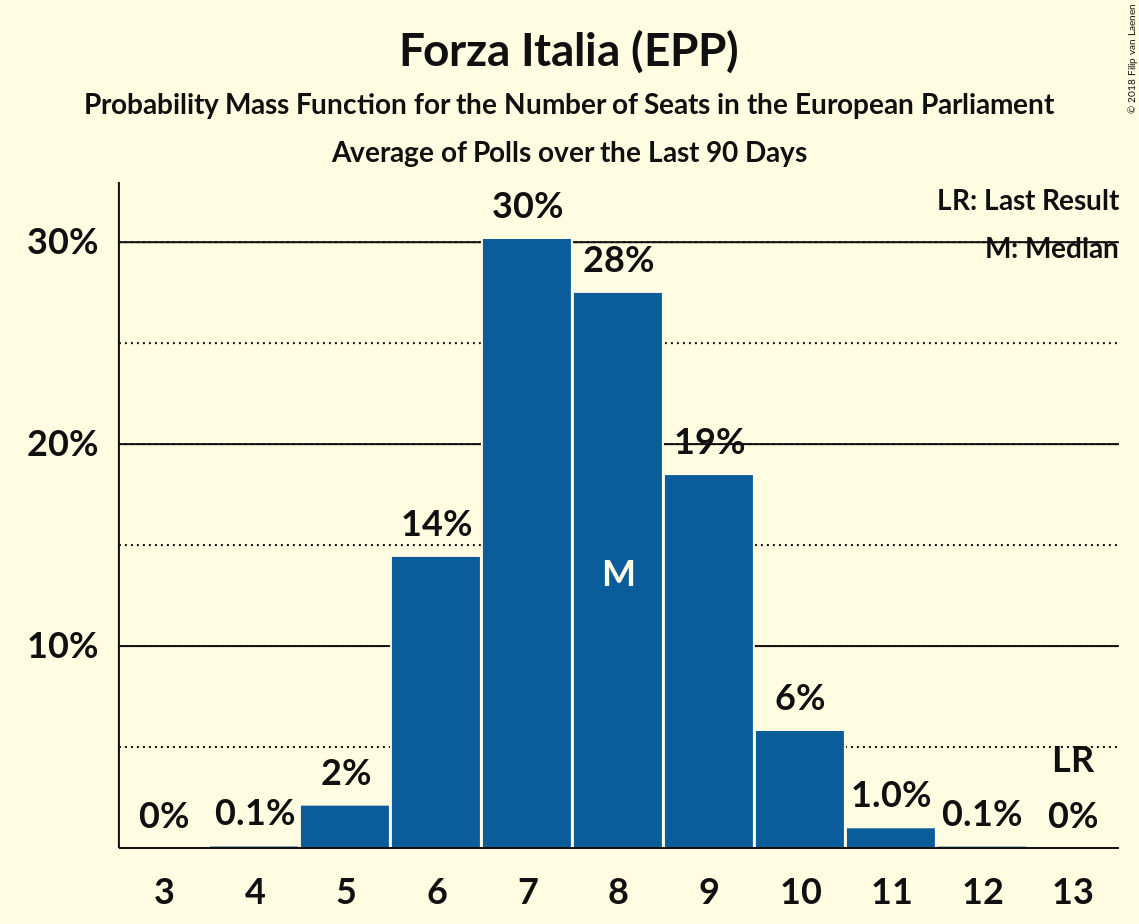 Forza Italia (EPP)
Probability Mass Function for the Number of Seats in the European Parliament
Average of Polls over the Last 90 Days
© 2018 Filip van Laenen
LR: Last Result
M: Median
30%
20%
10%
0%
0.1%
2%
14%
30%
28%
19%
6%
1.0%
0.1%
0%
M
LR
3 4 5 6 7 8 9 10 11 12 13